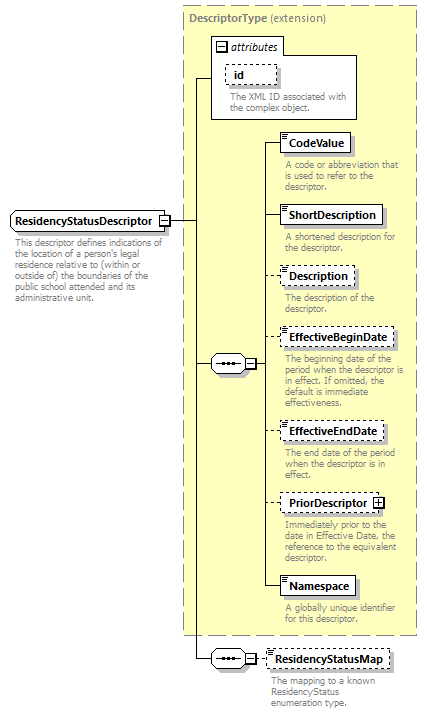 DescriptorType (extension)
attributes
id
The XML ID associated with
the complex object.
CodeValue
A code or abbreviation that
is used to refer to the
descriptor.
ResidencyStatusDescriptor
This descriptor defines indications of
the location of a person's legal
residence relative to (within or
outside of) the boundaries of the
public school attended and its
administrative unit.
ShortDescription
A shortened description for
the descriptor.
Description
The description of the
descriptor.
EffectiveBeginDate
The beginning date of the
period when the descriptor is
in effect. If omitted, the
default is immediate
effectiveness.
EffectiveEndDate
The end date of the period
when the descriptor is in
effect.
PriorDescriptor
Immediately prior to the
date in Effective Date, the
reference to the equivalent
descriptor.
Namespace
A globally unique identifier
for this descriptor.
ResidencyStatusMap
The mapping to a known
ResidencyStatus
enumeration type.